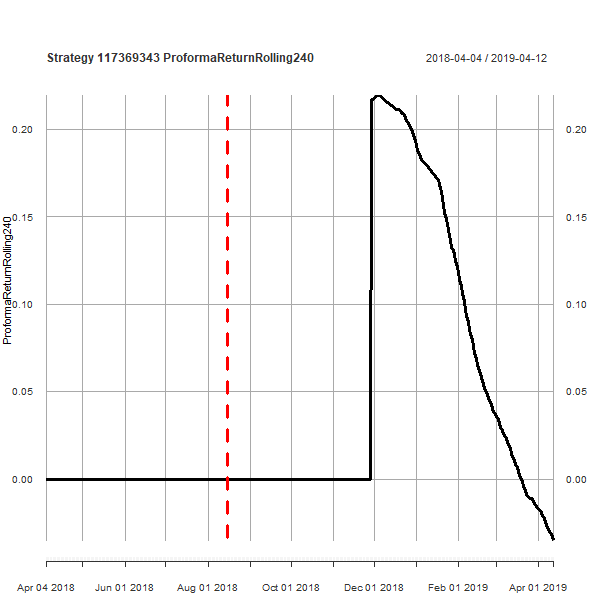 Strategy 117369343 ProformaReturnRolling240
2018-04-04 / 2019-04-12
ProformaReturnRolling240
0.20
0.15
0.10
0.05
0.00
0.20
0.15
0.10
0.05
0.00
Apr 04 2018
Jun 01 2018
Aug 01 2018
Oct 01 2018
Dec 01 2018
Feb 01 2019
Apr 01 2019